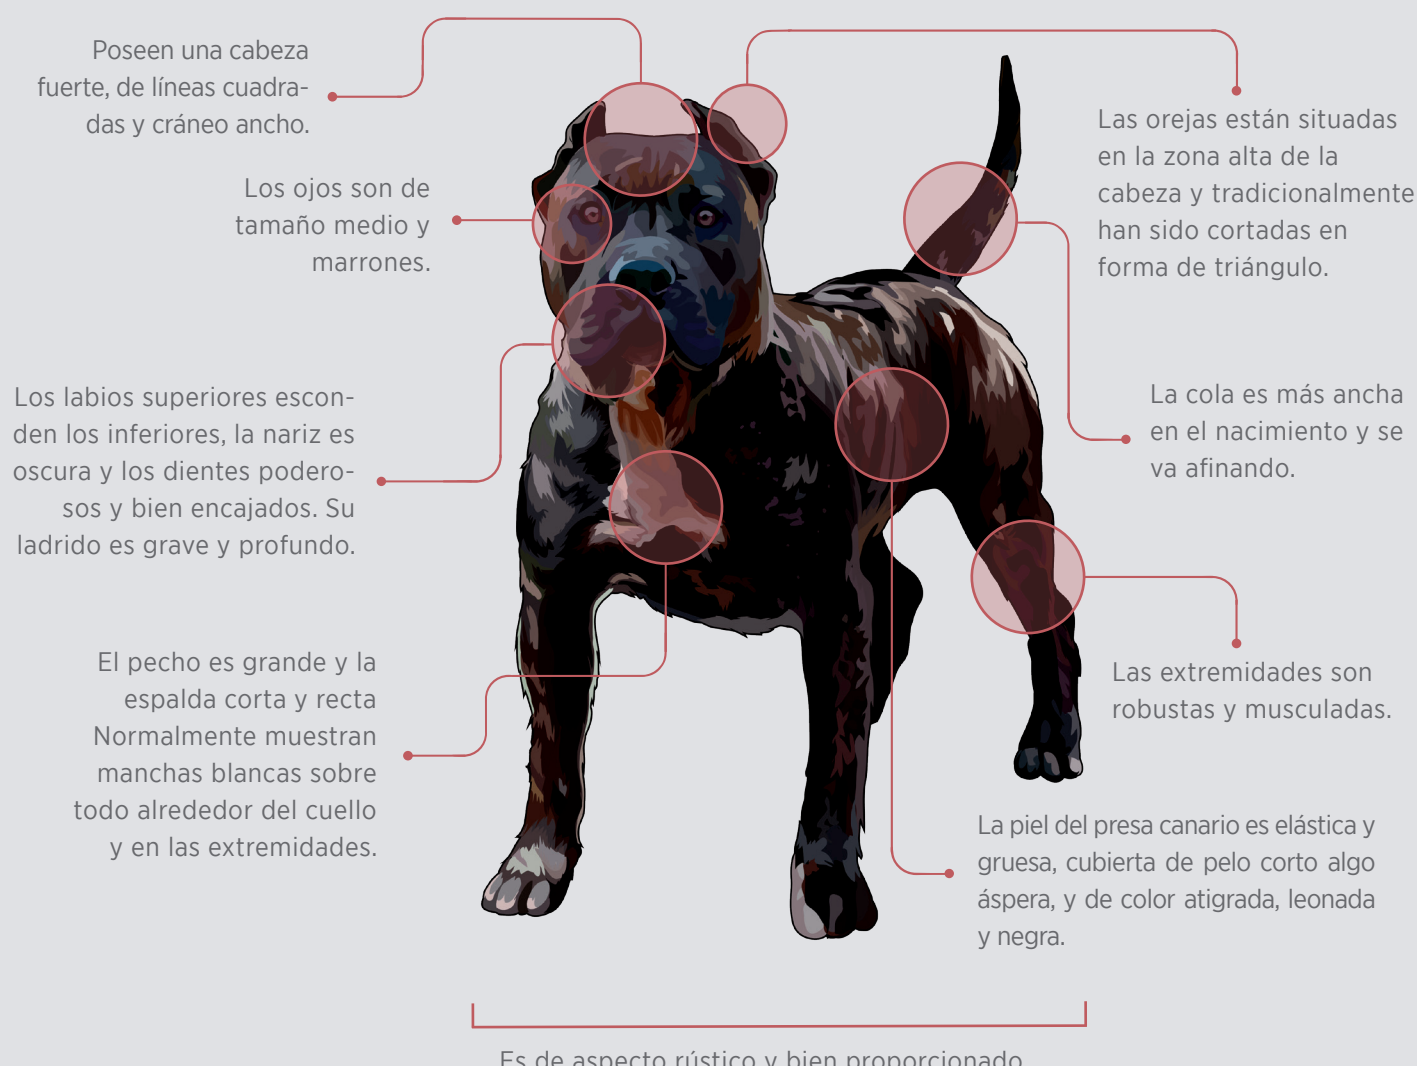 Poseen una cabeza
fuerte, de líneas cuadra-
das y cráneo ancho.
Los ojos son de
tamaño medio y
marrones.
Los labios superiores escon-
den los inferiores, la nariz es
oscura y los dientes podero-
sos y bien encajados. Su
ladrido es grave y profundo.
El pecho es grande y la
espalda corta y recta
Normalmente muestran
manchas blancas sobre
todo alrededor del cuello
y en las extremidades.
Las orejas están situadas
en la zona alta de la
cabeza y tradicionalmente
han sido cortadas en
forma de triángulo.
La cola es más ancha
en el nacimiento y se
va afinando.
Las extremidades son
robustas y musculadas.
La piel del presa canario es elástica y
gruesa, cubierta de pelo corto algo
áspera, y de color atigrada, leonada
y negra.
Es de aspecto rústico y bien proporcionado